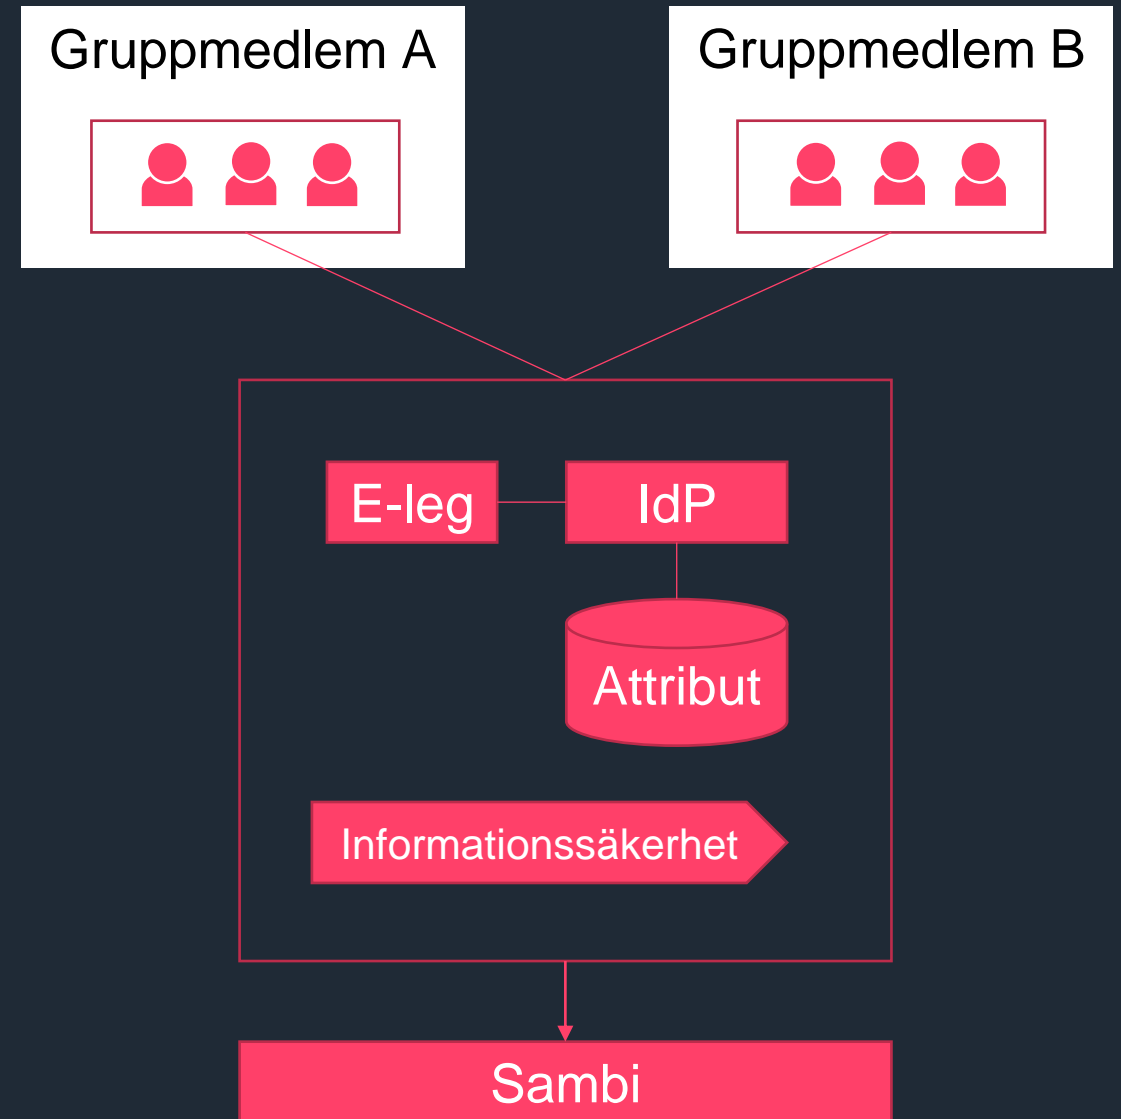 Gruppmedlem A
Gruppmedlem B
E-leg
IdP
Attribut
Informationssäkerhet
Sambi